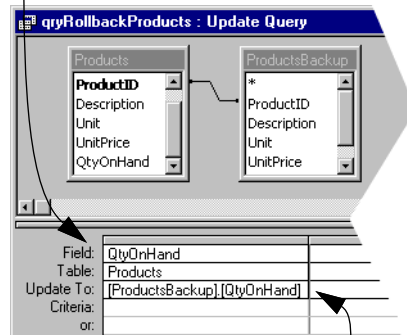 qryRollbackProducts : Update Query
Products
ProductID
Description
Unit
UnitPrice
QtyOnHand
ProductsBackup
*
ProductID
Description
Unit
UnitPrice
Field: QtyOnHand
Table: Products
Update To: [ProductsBackup].[QtyOnHand]
Criteria:
or: